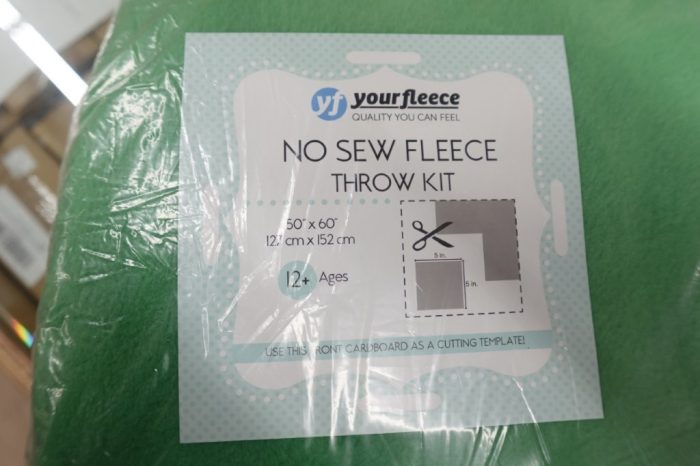 yf yourfleece
QUALITY YOU CAN FEEL
NO SEW FLEECE
THROW KIT
50" x 60"
127 cm x 152 cm
12+ Ages
5 in.
5 in.
USE THIS FRONT CARDBOARD AS A CUTTING TEMPLATE!